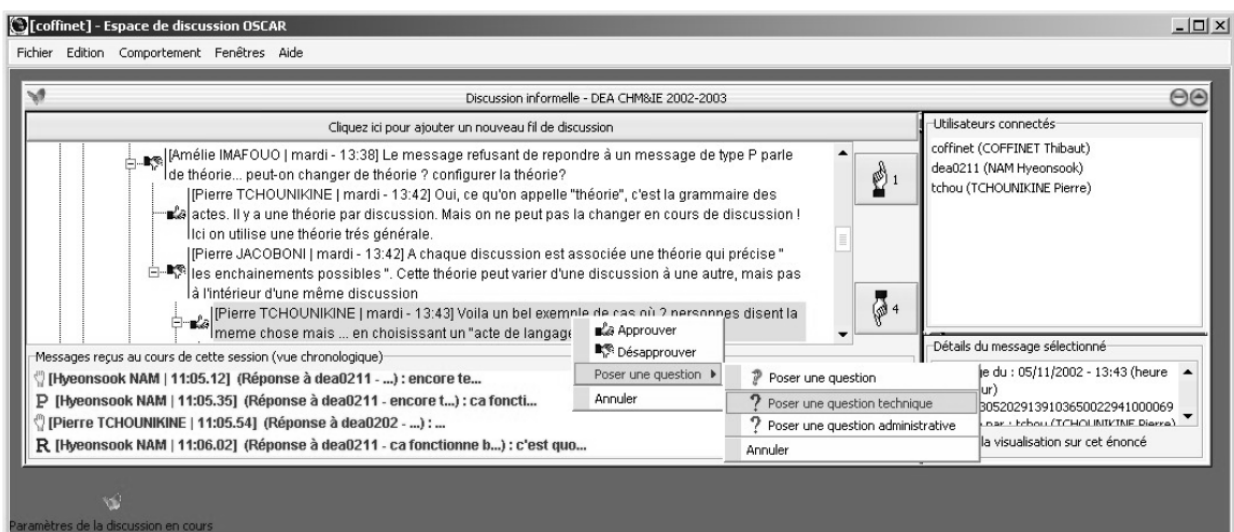 [coffinet] - Espace de discussion OSCAR
Fichier Edition Comportement Fenêtres Aide
Discussion informelle - DEA CHM&IE 2002-2003
Cliquez ici pour ajouter un nouveau fil de discussion
[Amélie IMAFOUO | mardi - 13:38] Le message refusant de repondre à un message de type P parle
de théorie... peut-on changer de théorie ? configurer la théorie?
[Pierre TCHOUNIKINE | mardi - 13:42] Oui, ce qu'on appelle "théorie", c'est la grammaire des
actes. Il y a une théorie par discussion. Mais on ne peut pas la changer en cours de discussion !
Ici on utilise une théorie trés générale.
[Pierre JACOBONI | mardi - 13:42] A chaque discussion est associée une théorie qui précise "
les enchainements possibles ". Cette théorie peut varier d'une discussion à une autre, mais pas
à l'intérieur d'une même discussion
[Pierre TCHOUNIKINE | mardi - 13:43] Voila un bel exemple de cas où 2 personnes disent la
meme chose mais ... en choisissant un "acte de langage
1
4
Utilisateurs connectés
coffinet (COFFINET Thibaut)
dea0211 (NAM Hyeonsook)
tchou (TCHOUNIKINE Pierre)
Approuver
Désapprouver
Poser une question
Annuler
Poser une question
Poser une question technique
Poser une question administrative
Annuler
Messages reçus au cours de cette session (vue chronologique)
[Hyeonsook NAM | 11:05.12] (Réponse à dea0211 - ...) : encore te...
P [Hyeonsook NAM | 11:05.35] (Réponse à dea0211 - encore t...) : ca foncti...
[Pierre TCHOUNIKINE | 11:05.54] (Réponse à dea0202 - ...) : ...
R [Hyeonsook NAM | 11:06.02] (Réponse à dea0211 - ca fonctionne b...) : c'est quo...
Détails du message sélectionné
ge du : 05/11/2002 - 13:43 (heure
ur)
3052029139103650022941000069
par : tchou (TCHOUNIKINE Pierre)
la visualisation sur cet énoncé
Paramètres de la discussion en cours